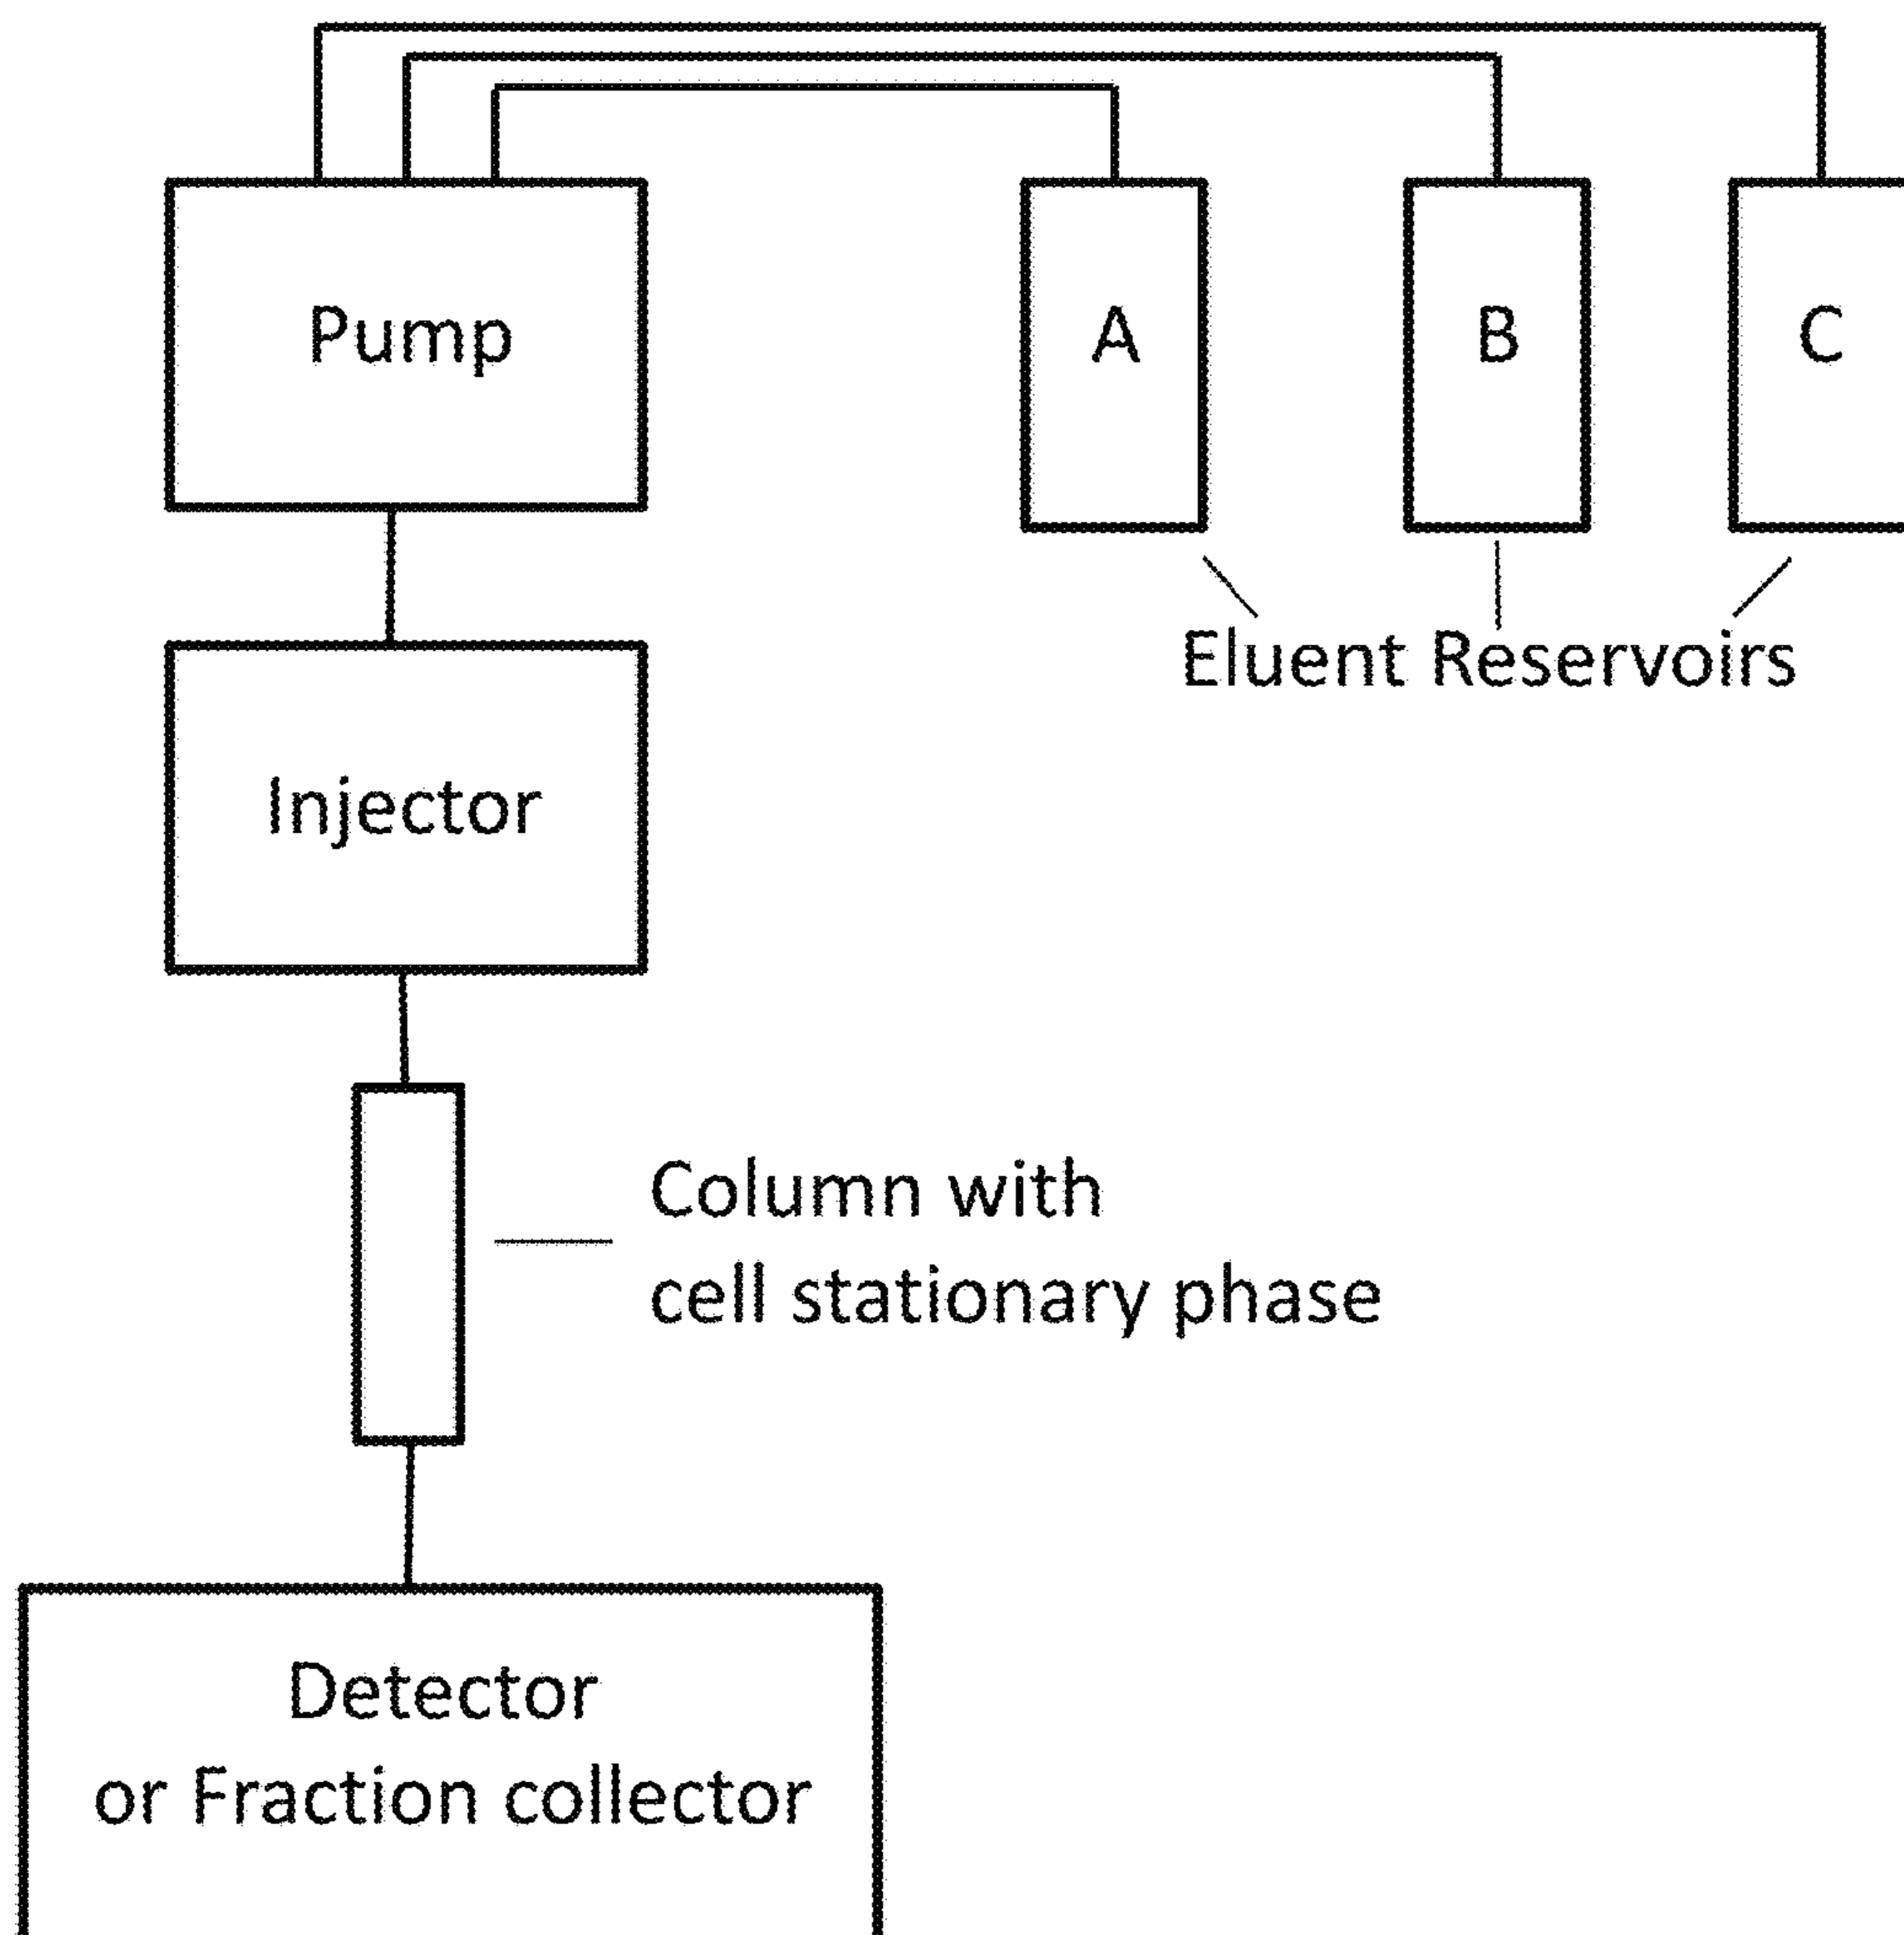 Pump
A
B
C
Eluent Reservoirs
Injector
Column with
cell stationary phase
Detector
or Fraction collector